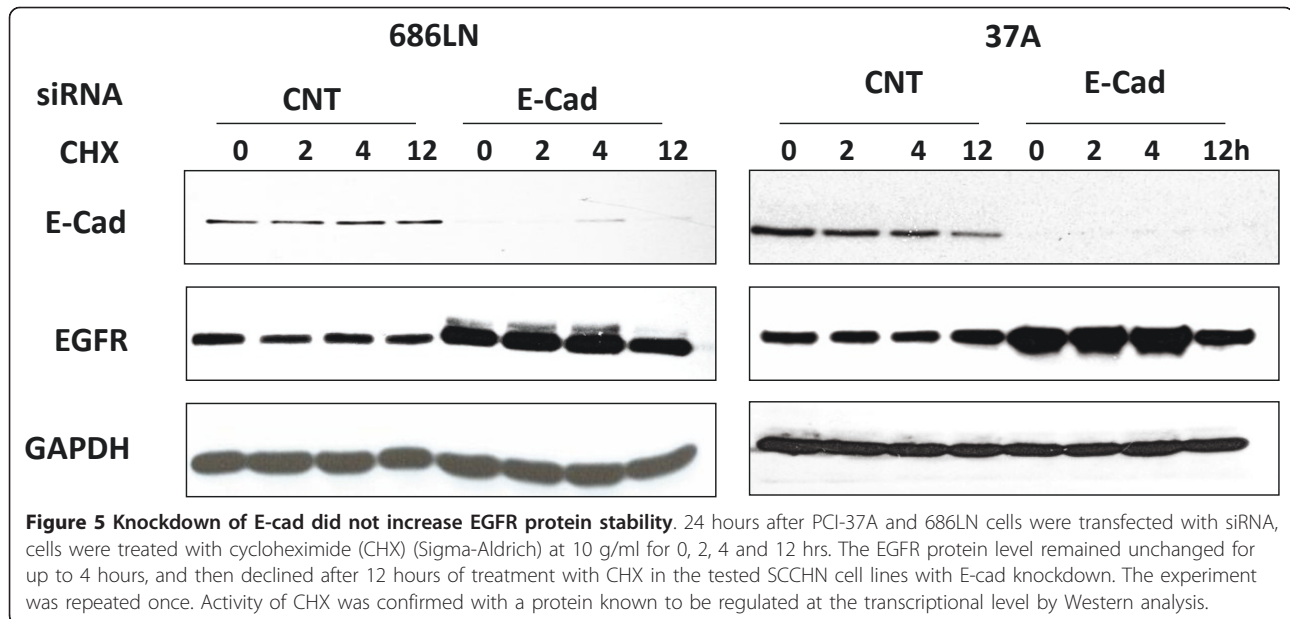 686LN 37A
siRNA CNT E-Cad CNT E-Cad
CHX 0 2 4 12 0 2 4 12 0 2 4 12 0 2 4 12h
E-Cad
EGFR
GAPDH
Figure 5 Knockdown of E-cad did not increase EGFR protein stability. 24 hours after PCI-37A and 686LN cells were transfected with siRNA,
cells were treated with cycloheximide (CHX) (Sigma-Aldrich) at 10 g/ml for 0, 2, 4 and 12 hrs. The EGFR protein level remained unchanged for
up to 4 hours, and then declined after 12 hours of treatment with CHX in the tested SCCHN cell lines with E-cad knockdown. The experiment
was repeated once. Activity of CHX was confirmed with a protein known to be regulated at the transcriptional level by Western analysis.